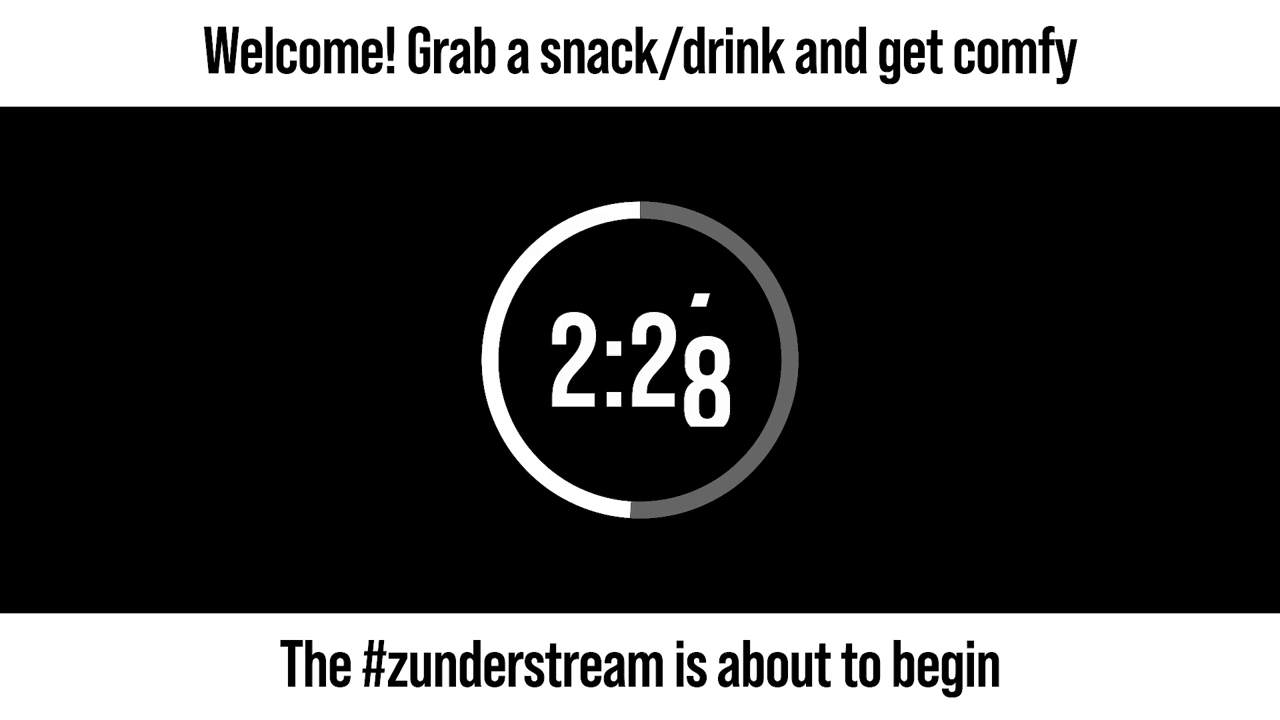 Welcome! Grab a snack/drink and get comfy
2:28
The #zunderstream is about to begin